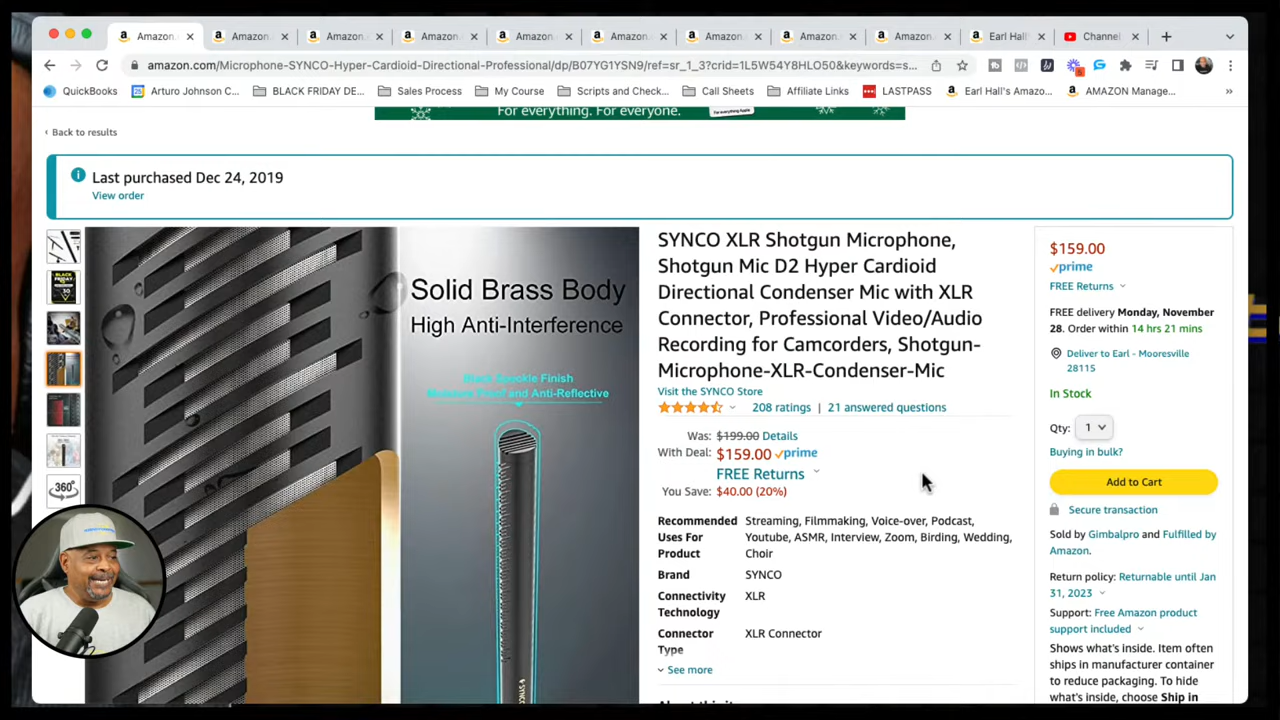 Amazon.
Amazon.
Amazon.
Amazon.
Amazon.
Amazon.
Amazon.
Amazon.
Amazon.
Earl Hall'
Channel
amazon.com/Microphone-SYNCO-Hyper-Cardioid-Directional-Professional/dp/B07YG1YSN9/ref=sr_1_3?crid=1L5W54Y8HLO50&keywords=s...
QuickBooks
Arturo Johnson C...
BLACK FRIDAY DE...
Sales Process
My Course
Scripts and Check...
Call Sheets
Affiliate Links
LASTPASS
Earl Hall's Amazo...
AMAZON Manage...
For everything. For everyone.
‹ Back to results
Last purchased Dec 24, 2019
View order
Solid Brass Body
High Anti-Interference
Black Speckle Finish
Moisture Proof and Anti-Reflective
SYNCO
360°
SYNCO XLR Shotgun Microphone,
Shotgun Mic D2 Hyper Cardioid
Directional Condenser Mic with XLR
Connector, Professional Video/Audio
Recording for Camcorders, Shotgun-
Microphone-XLR-Condenser-Mic
Visit the SYNCO Store
208 ratings | 21 answered questions
Was: $199.00 Details
With Deal: $159.00 prime
FREE Returns
You Save: $40.00 (20%)
Recommended Streaming, Filmmaking, Voice-over, Podcast,
Uses For Youtube, ASMR, Interview, Zoom, Birding, Wedding,
Product Choir
Brand SYNCO
Connectivity XLR
Technology
Connector XLR Connector
Type
See more
$159.00
prime
FREE Returns
FREE delivery Monday, November
28. Order within 14 hrs 21 mins
Deliver to Earl - Mooresville
28115
In Stock
Qty: 1
Buying in bulk?
Add to Cart
Secure transaction
Sold by Gimbalpro and Fulfilled by
Amazon.
Return policy: Returnable until Jan
31, 2023
Support: Free Amazon product
support included
Shows what's inside. Item often
ships in manufacturer container
to reduce packaging. To hide
what's inside, choose Ship in